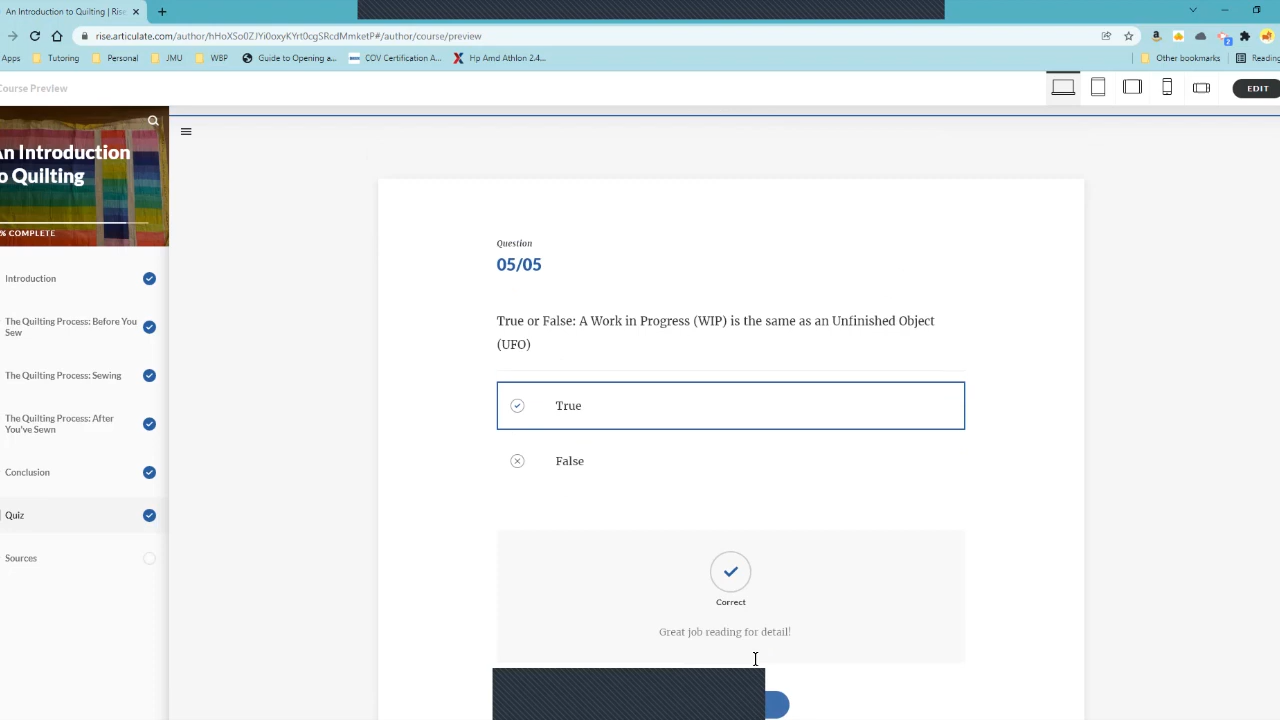 An Introduction to Quilting | Rise
rise.articulate.com/author/hHoXSo0ZJYi0oxyKYrt0cgSRcdMmketP#/author/course/preview
Apps Tutoring Personal JMU WBP Guide to Opening a... COV Certification A... Hp Amd Athlon 2.4... Other bookmarks Reading
Course Preview
EDIT
An Introduction
to Quilting
% COMPLETE
Introduction
The Quilting Process: Before You
Sew
The Quilting Process: Sewing
The Quilting Process: After
You've Sewn
Conclusion
Quiz
Sources
Question
05/05
True or False: A Work in Progress (WIP) is the same as an Unfinished Object
(UFO)
True
False
Correct
Great job reading for detail!